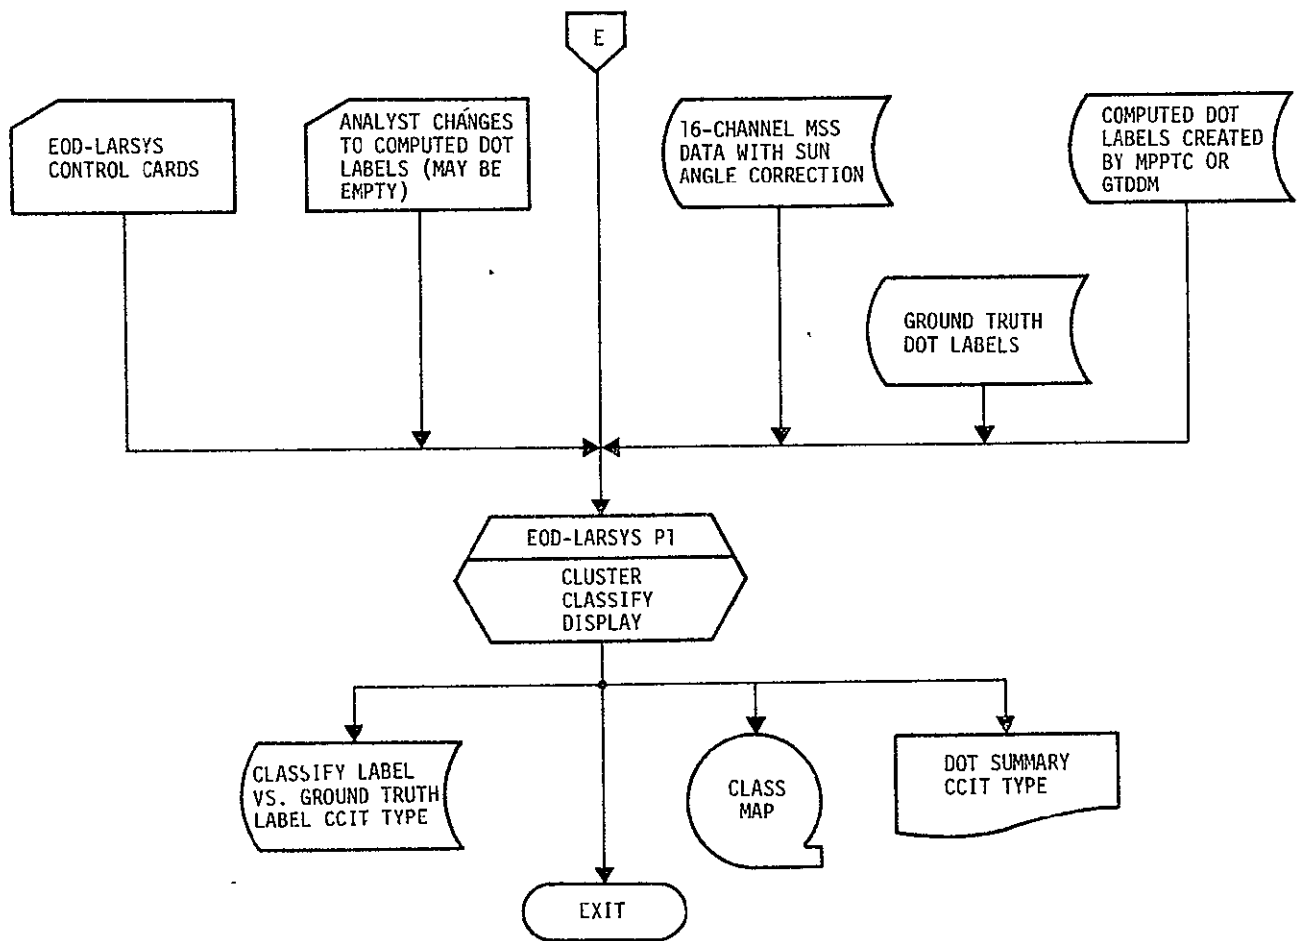 E
EOD-LARSYS
CONTROL CARDS
ANALYST CHANGES
TO COMPUTED DOT
LABELS (MAY BE
EMPTY)
16-CHANNEL MSS
DATA WITH SUN
ANGLE CORRECTION
COMPUTED DOT
LABELS CREATED
BY MPPTC OR
GTDDM
GROUND TRUTH
DOT LABELS
EOD-LARSYS P1
CLUSTER
CLASSIFY
DISPLAY
CLASSIFY LABEL
VS. GROUND TRUTH
LABEL CCIT TYPE
CLASS
MAP
DOT SUMMARY
CCIT TYPE
EXIT